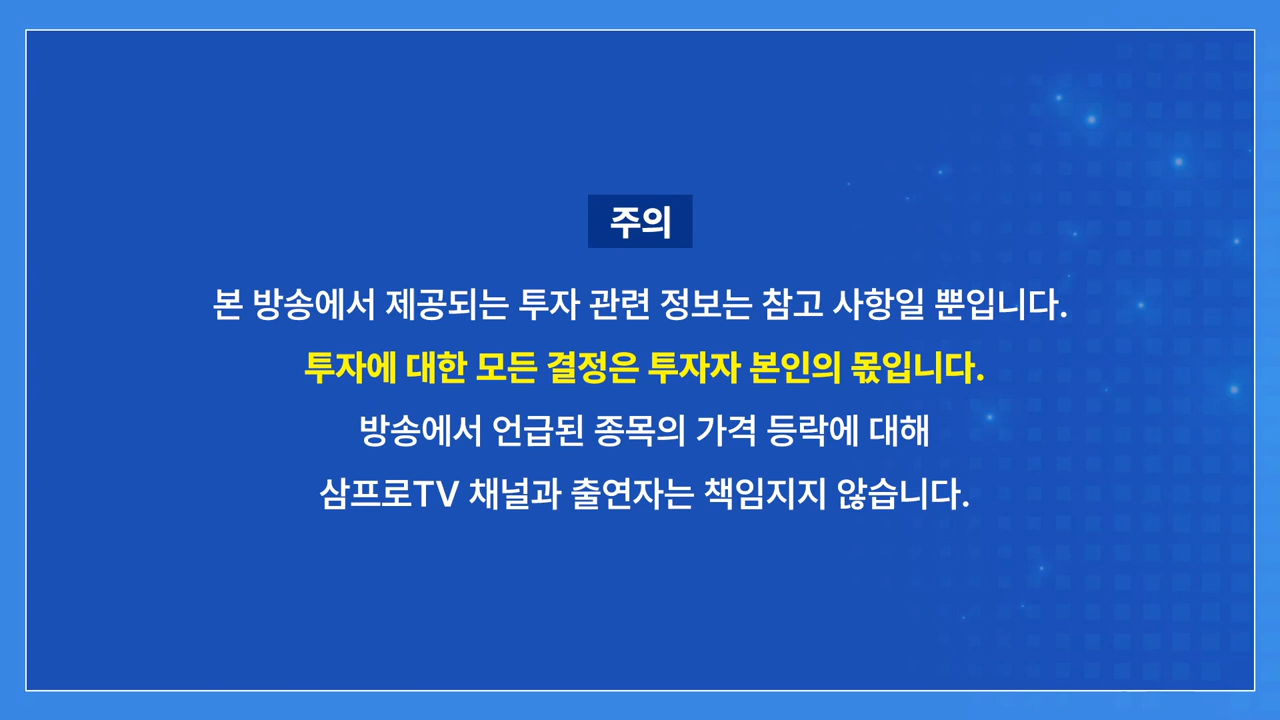 주의
본 방송에서 제공되는 투자 관련 정보는 참고 사항일 뿐입니다.
투자에 대한 모든 결정은 투자자 본인의 몫입니다.
방송에서 언급된 종목의 가격 등락에 대해
삼프로TV 채널과 출연자는 책임지지 않습니다.